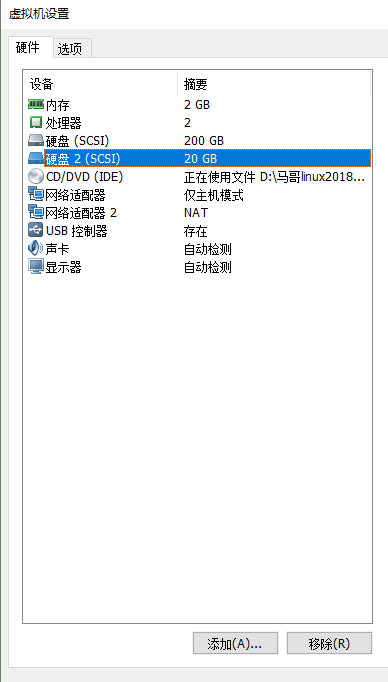 虚拟机设置
硬件 选项
设备 摘要
内存 2 GB
处理器 2
硬盘 (SCSI) 200 GB
硬盘 2 (SCSI) 20 GB
CD/DVD (IDE) 正在使用文件 D:\马哥linux2018...
网络适配器 仅主机模式
网络适配器 2 NAT
USB 控制器 存在
声卡 自动检测
显示器 自动检测
添加(A)... 移除(R)